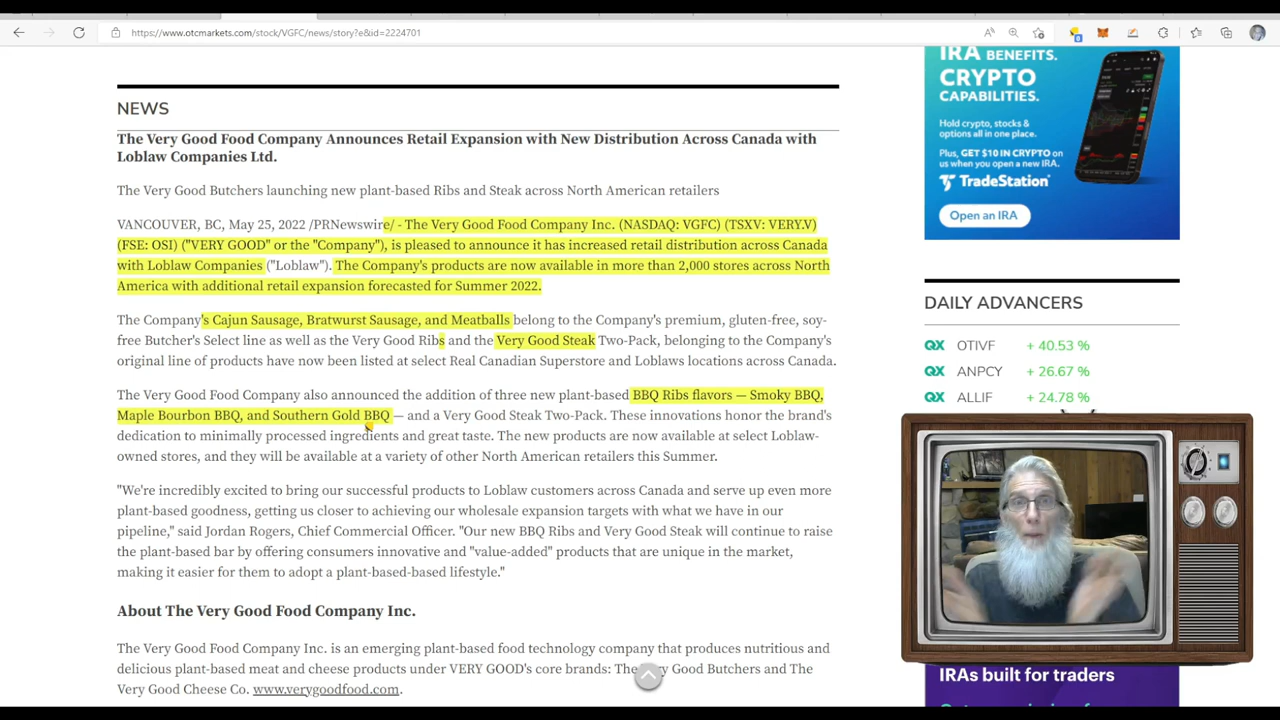 https://www.otcmarkets.com/stock/VGFC/news/story?e&id=2224701
NEWS
The Very Good Food Company Announces Retail Expansion with New Distribution Across Canada with
Loblaw Companies Ltd.
The Very Good Butchers launching new plant-based Ribs and Steak across North American retailers
VANCOUVER, BC, May 25, 2022 /PRNewswire/ - The Very Good Food Company Inc. (NASDAQ: VGFC) (TSXV: VERY.V)
(FSE: OSI) ("VERY GOOD" or the "Company"), is pleased to announce it has increased retail distribution across Canada
with Loblaw Companies ("Loblaw"). The Company's products are now available in more than 2,000 stores across North
America with additional retail expansion forecasted for Summer 2022.
The Company's Cajun Sausage, Bratwurst Sausage, and Meatballs belong to the Company's premium, gluten-free, soy-
free Butcher's Select line as well as the Very Good Ribs and the Very Good Steak Two-Pack, belonging to the Company's
original line of products have now been listed at select Real Canadian Superstore and Loblaws locations across Canada.
The Very Good Food Company also announced the addition of three new plant-based BBQ Ribs flavors — Smoky BBQ,
Maple Bourbon BBQ, and Southern Gold BBQ — and a Very Good Steak Two-Pack. These innovations honor the brand's
dedication to minimally processed ingredients and great taste. The new products are now available at select Loblaw-
owned stores, and they will be available at a variety of other North American retailers this Summer.
"We're incredibly excited to bring our successful products to Loblaw customers across Canada and serve up even more
plant-based goodness, getting us closer to achieving our wholesale expansion targets with what we have in our
pipeline," said Jordan Rogers, Chief Commercial Officer. "Our new BBQ Ribs and Very Good Steak will continue to raise
the plant-based bar by offering consumers innovative and "value-added" products that are unique in the market,
making it easier for them to adopt a plant-based-based lifestyle."
About The Very Good Food Company Inc.
The Very Good Food Company Inc. is an emerging plant-based food technology company that produces nutritious and
delicious plant-based meat and cheese products under VERY GOOD's core brands: The Very Good Butchers and The
Very Good Cheese Co. www.verygoodfood.com.
IRA BENEFITS.
CRYPTO
CAPABILITIES.
Hold crypto, stocks &
options all in one place.
Plus, GET $10 IN CRYPTO on
us when you open a new IRA.
TradeStation
Open an IRA
DAILY ADVANCERS
QX OTIVF + 40.53 %
QX ANPCY + 26.67 %
QX ALLIF + 24.78 %
IRAs built for traders